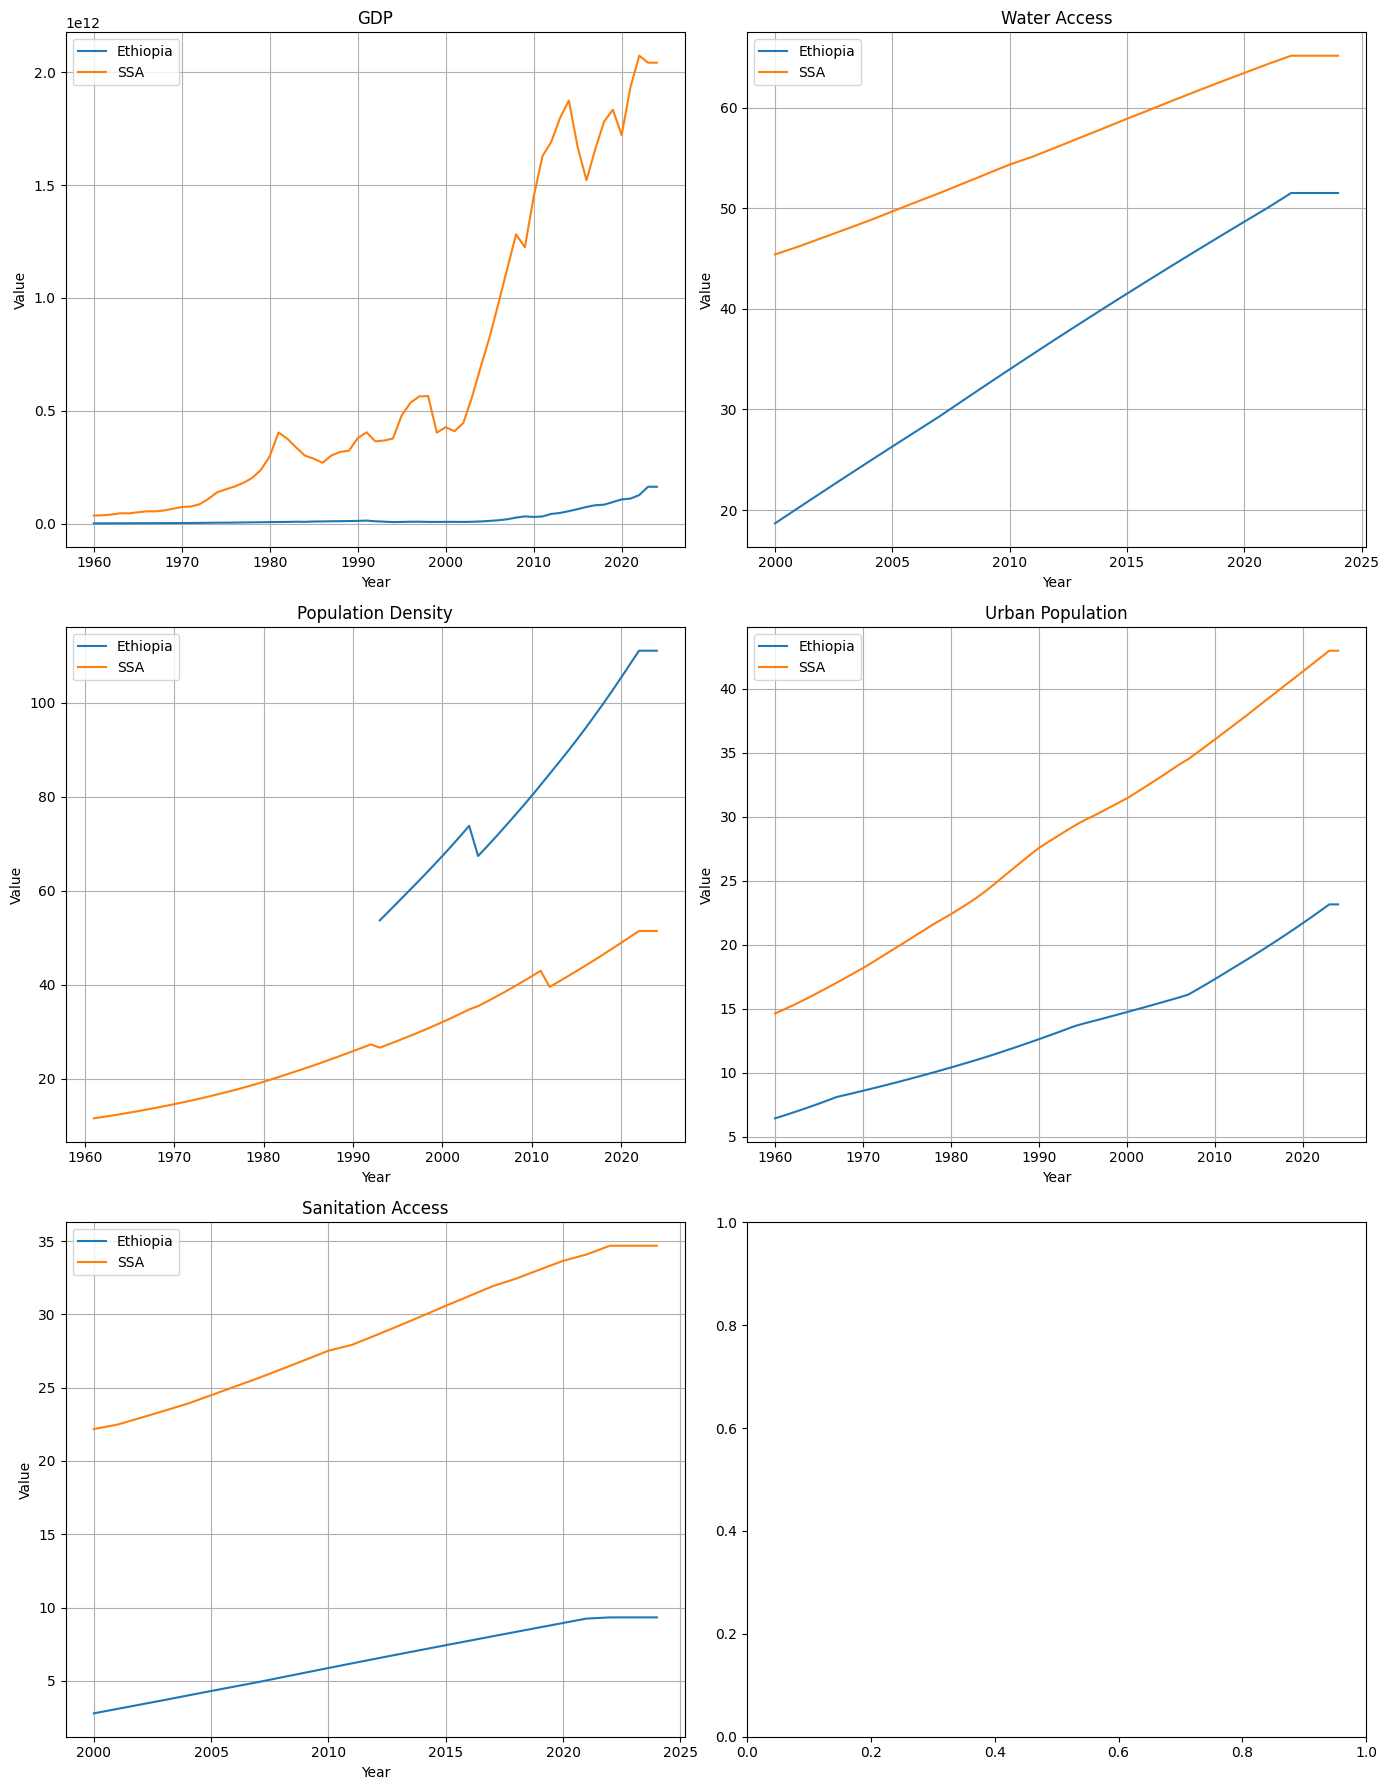 GDP
1e12
Ethiopia
SSA
2.0
1.5
1.0
0.5
0.0
Value
1960 1970 1980 1990 2000 2010 2020
Year
Water Access
Ethiopia
SSA
60
50
40
30
20
Value
2000 2005 2010 2015 2020 2025
Year
Population Density
Ethiopia
SSA
100
80
60
40
20
Value
1960 1970 1980 1990 2000 2010 2020
Year
Urban Population
Ethiopia
SSA
40
35
30
25
20
15
10
5
Value
1960 1970 1980 1990 2000 2010 2020
Year
Sanitation Access
Ethiopia
SSA
35
30
25
20
15
10
5
Value
2000 2005 2010 2015 2020 2025
Year
1.0
0.8
0.6
0.4
0.2
0.0
0.0 0.2 0.4 0.6 0.8 1.0